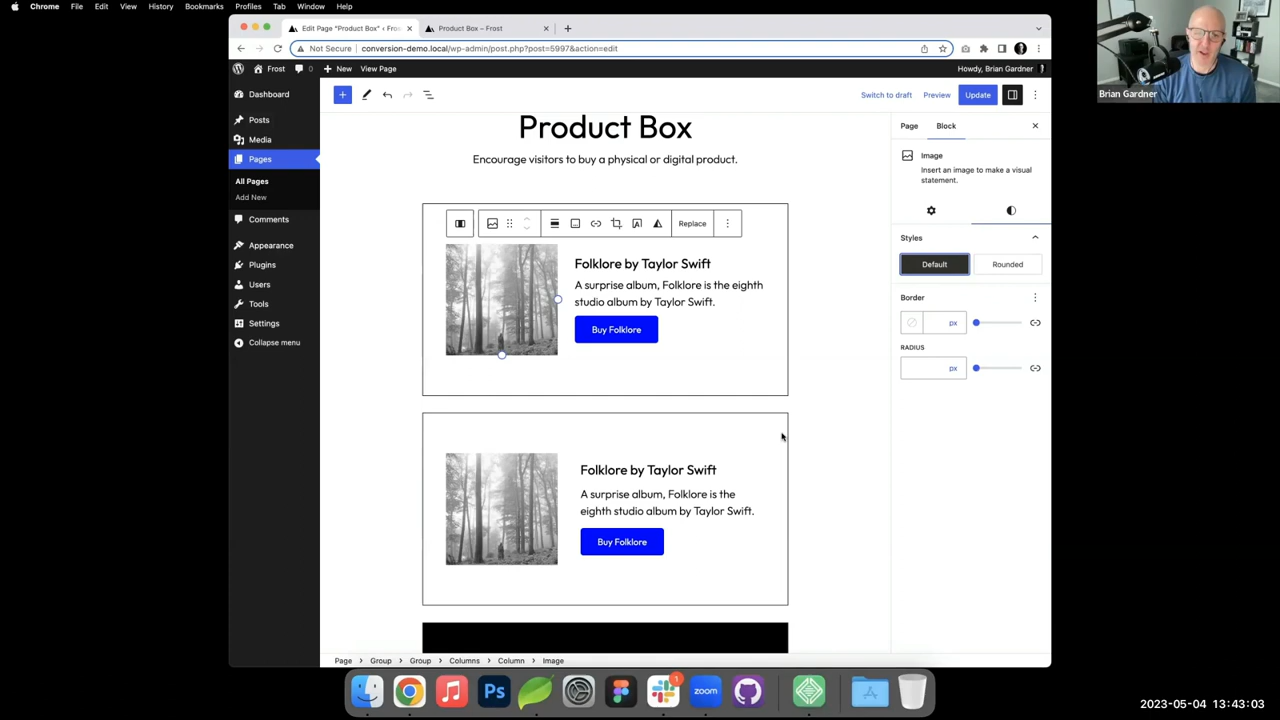 Chrome File Edit View History Bookmarks Profiles Tab Window Help
Edit Page "Product Box" ‹ Fros
Product Box – Frost
Not Secure conversion-demo.local/wp-admin/post.php?post=5997&action=edit
Frost 0 New View Page
Howdy, Brian Gardner
Brian Gardner
Dashboard
Posts
Media
Pages
All Pages
Add New
Comments
Appearance
Plugins
Users
Tools
Settings
Collapse menu
Switch to draft Preview Update
Product Box
Encourage visitors to buy a physical or digital product.
Replace
Folklore by Taylor Swift
A surprise album, Folklore is the eighth
studio album by Taylor Swift.
Buy Folklore
Folklore by Taylor Swift
A surprise album, Folklore is the
eighth studio album by Taylor Swift.
Buy Folklore
Page Block
Image
Insert an image to make a visual
statement.
Styles
Default Rounded
Border
px
RADIUS
px
Page Group Group Columns Column Image
Ps
1
zoom
2023-05-04 13:43:03